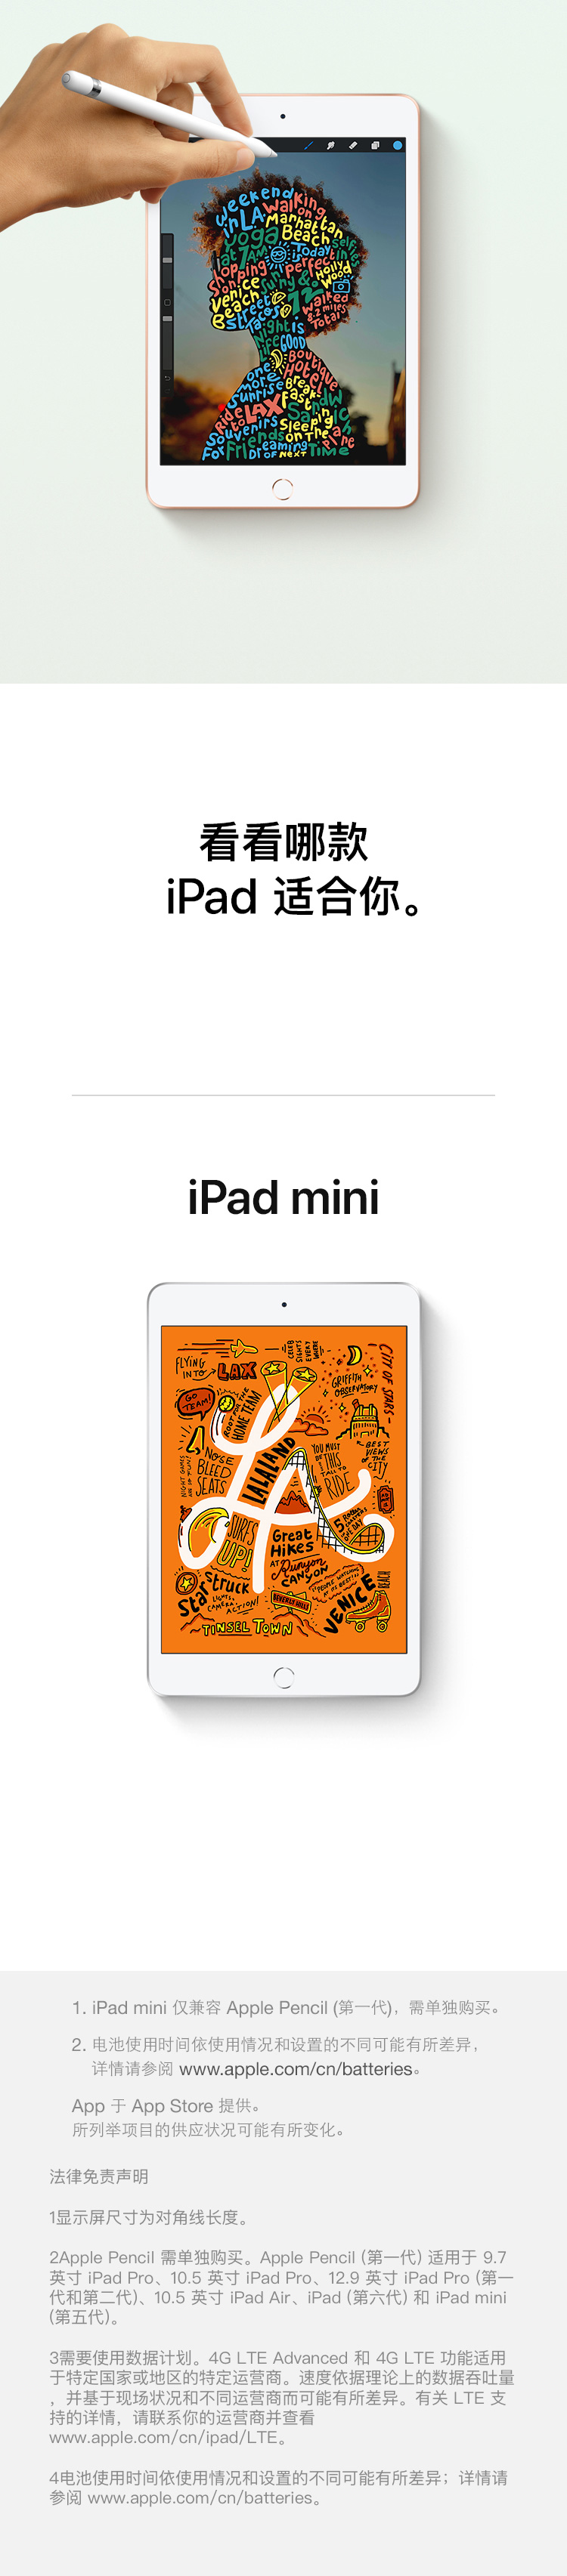 weekend
in LA
walking
Manhattan
Beach
yoga
at 7AM
Today
selfies
perfect
in
shopping
Hollywood
sunny &
72
venice
Beach
walked
8.2 miles
Total
street
Tacos
Night is
life GOOD
Boutique
Hotel
one
more
sunrise
Break
fast
Sandwich
in
Ride
to LAX
Souvenirs
Sleeping
on The
Plane
For Friends
Dreaming
OF NEXT TIME
看看哪款
iPad 适合你。
iPad mini
FLYING
INTO
LAX
CELEB
SIGHTS
EVERY
WHERE
CITY OF STARS
GRIFFITH
OBSERVATORY
GO
TEAM!
ROOT FOR THE
HOME TEAM
NOSE
BLEED
SEATS
LALALAND
YOU MUST
BE THIS
TALL TO
RIDE
BEST
VIEWS
OF THE
CITY
SURFS
UP!
Great
HiKES
AT Runyon
CANYON
Star Struck
LIGHTS
CAMERA
ACTION!
BEVERLY HILLS
VENICE
BEACH
TINSEL TOWN
1. iPad mini 仅兼容 Apple Pencil (第一代)，需单独购买。
2. 电池使用时间依使用情况和设置的不同可能有所差异，
详情请参阅 www.apple.com/cn/batteries。
App 于 App Store 提供。
所列举项目的供应状况可能有所变化。
法律免责声明
1显示屏尺寸为对角线长度。
2Apple Pencil 需单独购买。Apple Pencil (第一代) 适用于 9.7
英寸 iPad Pro、10.5 英寸 iPad Pro、12.9 英寸 iPad Pro (第一
代和第二代)、10.5 英寸 iPad Air、iPad (第六代) 和 iPad mini
(第五代)。
3需要使用数据计划。4G LTE Advanced 和 4G LTE 功能适用
于特定国家或地区的特定运营商。速度依据理论上的数据吞吐量
，并基于现场状况和不同运营商而可能有所差异。有关 LTE 支
持的详情，请联系你的运营商并查看
www.apple.com/cn/ipad/LTE。
4电池使用时间依使用情况和设置的不同可能有所差异；详情请
参阅 www.apple.com/cn/batteries。